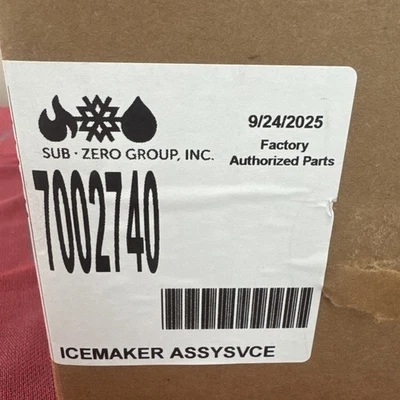 SUB · ZERO GROUP, INC.
9/24/2025
Factory
Authorized Parts
7002740
ICEMAKER ASSYSVCE